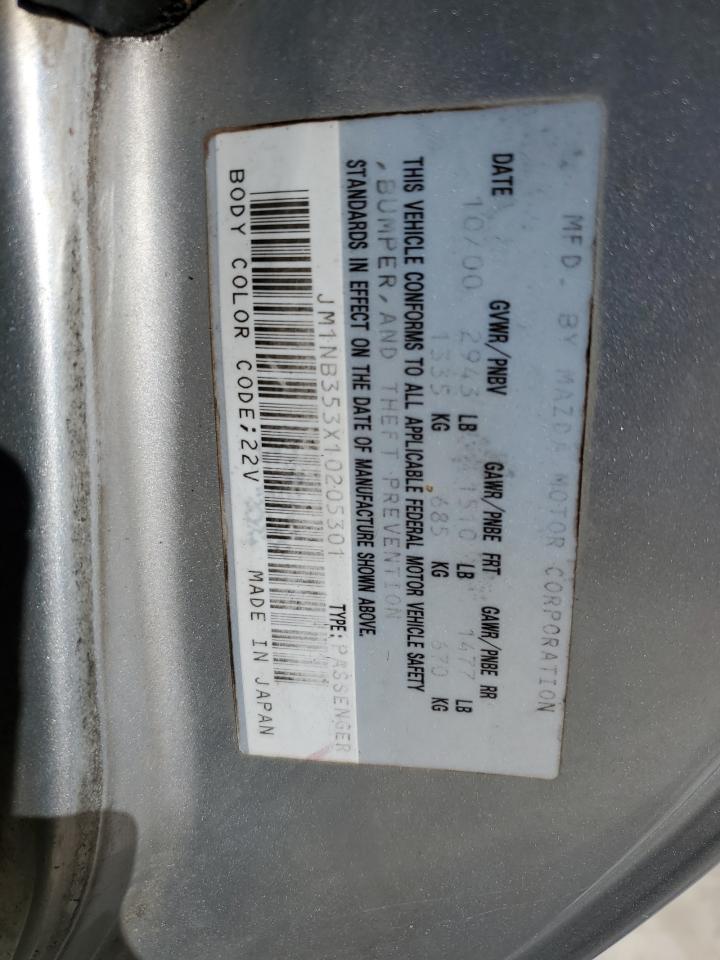 MFD. BY MAZDA MOTOR CORPORATION
DATE GVWR/PNBV GAWR/PNBE FRT GAWR/PNBE RR
10/00 2943 LB 1510 LB 1477 LB
1335 KG 685 KG 670 KG
THIS VEHICLE CONFORMS TO ALL APPLICABLE FEDERAL MOTOR VEHICLE SAFETY
, BUMPER, AND THEFT PREVENTION
STANDARDS IN EFFECT ON THE DATE OF MANUFACTURE SHOWN ABOVE.
JM1NB353X10205301 TYPE: PASSENGER
BODY COLOR CODE;22V MADE IN JAPAN